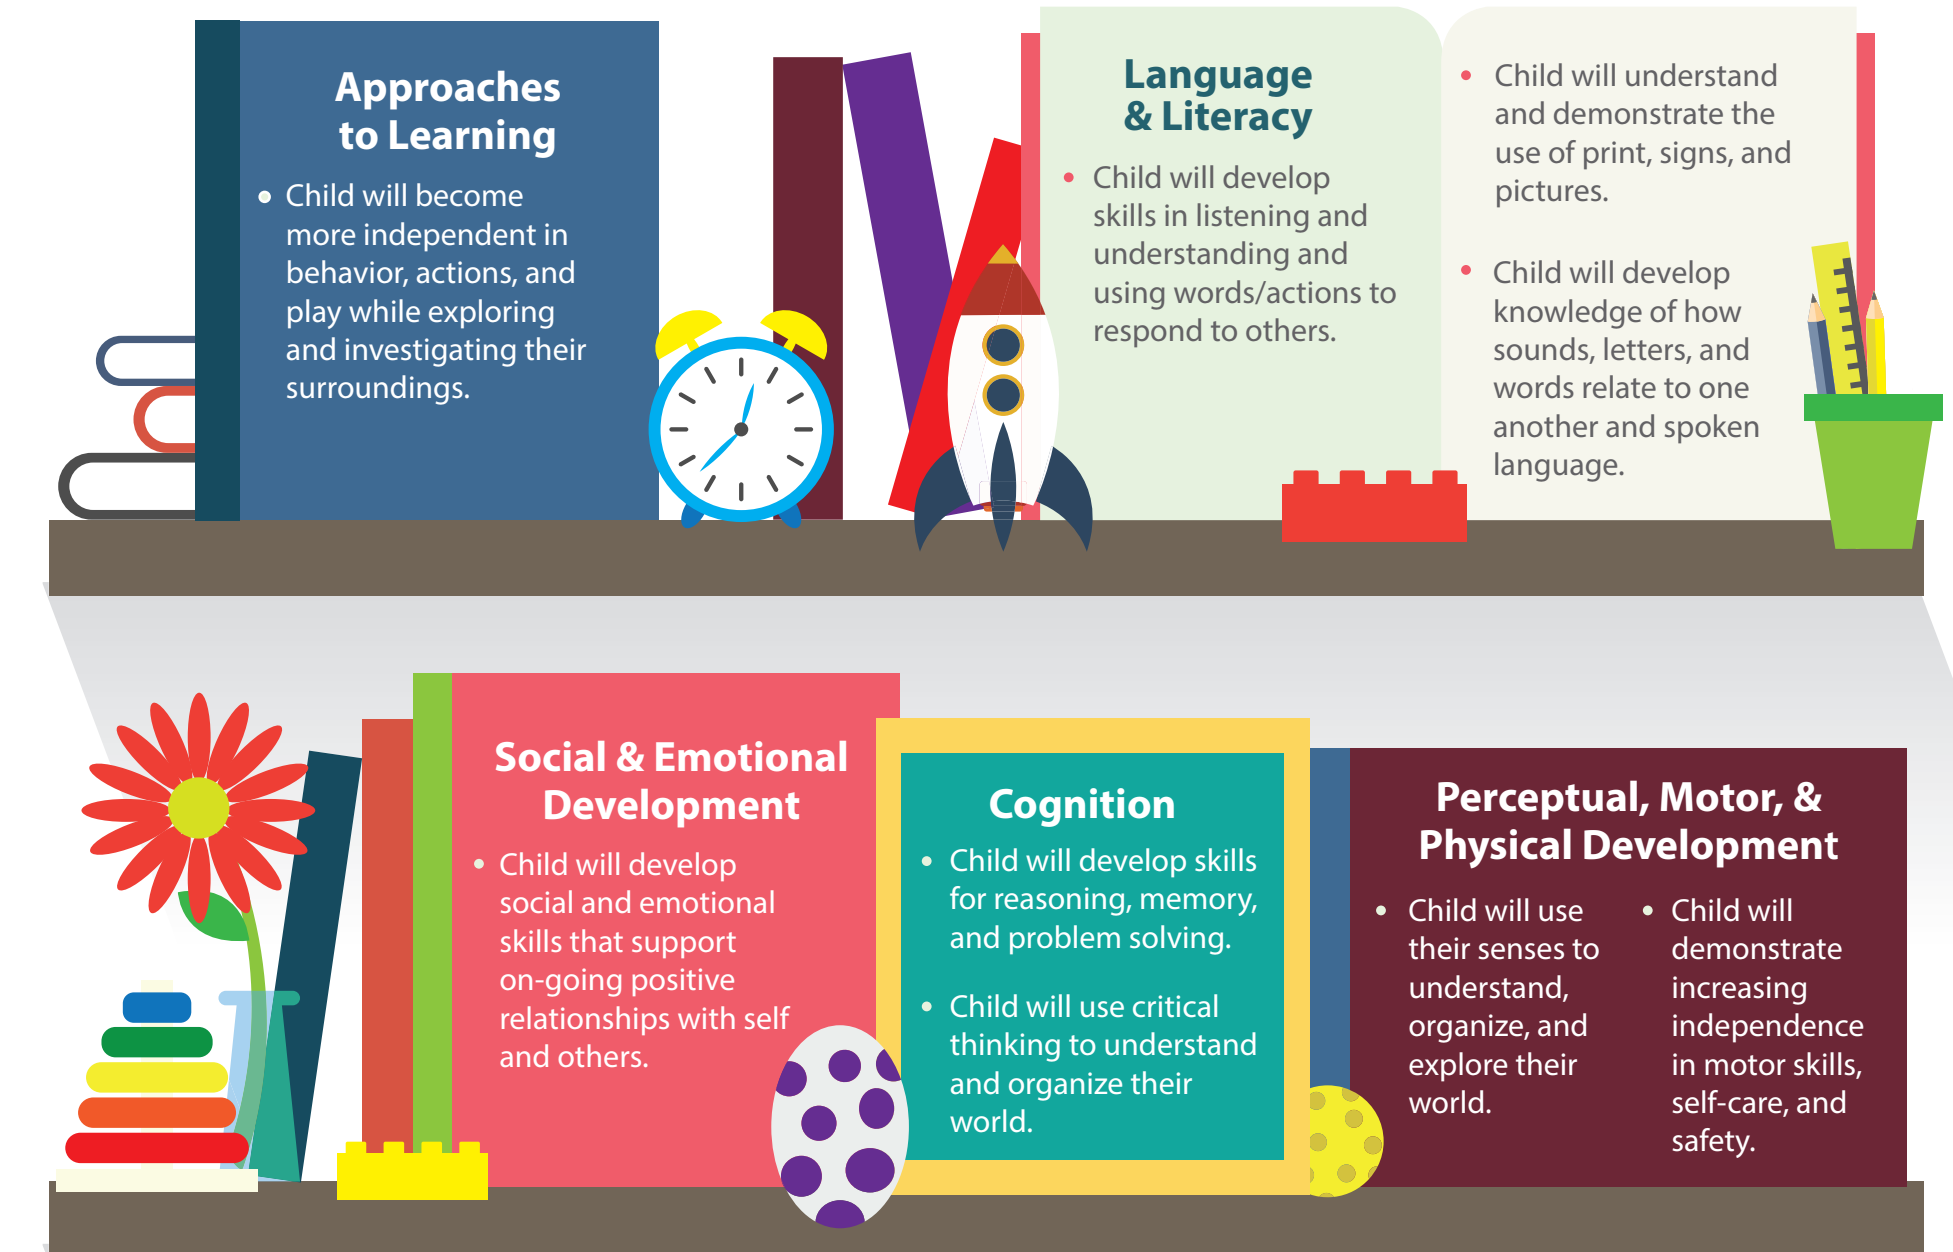 Approaches
to Learning
• Child will become
more independent in
behavior, actions, and
play while exploring
and investigating their
surroundings.
Language
& Literacy
• Child will develop
skills in listening and
understanding and
using words/actions to
respond to others.
• Child will understand
and demonstrate the
use of print, signs, and
pictures.
• Child will develop
knowledge of how
sounds, letters, and
words relate to one
another and spoken
language.
Social & Emotional
Development
• Child will develop
social and emotional
skills that support
on-going positive
relationships with self
and others.
Cognition
• Child will develop skills
for reasoning, memory,
and problem solving.
• Child will use critical
thinking to understand
and organize their
world.
Perceptual, Motor, &
Physical Development
• Child will use
their senses to
understand,
organize, and
explore their
world.
• Child will
demonstrate
increasing
independence
in motor skills,
self-care, and
safety.